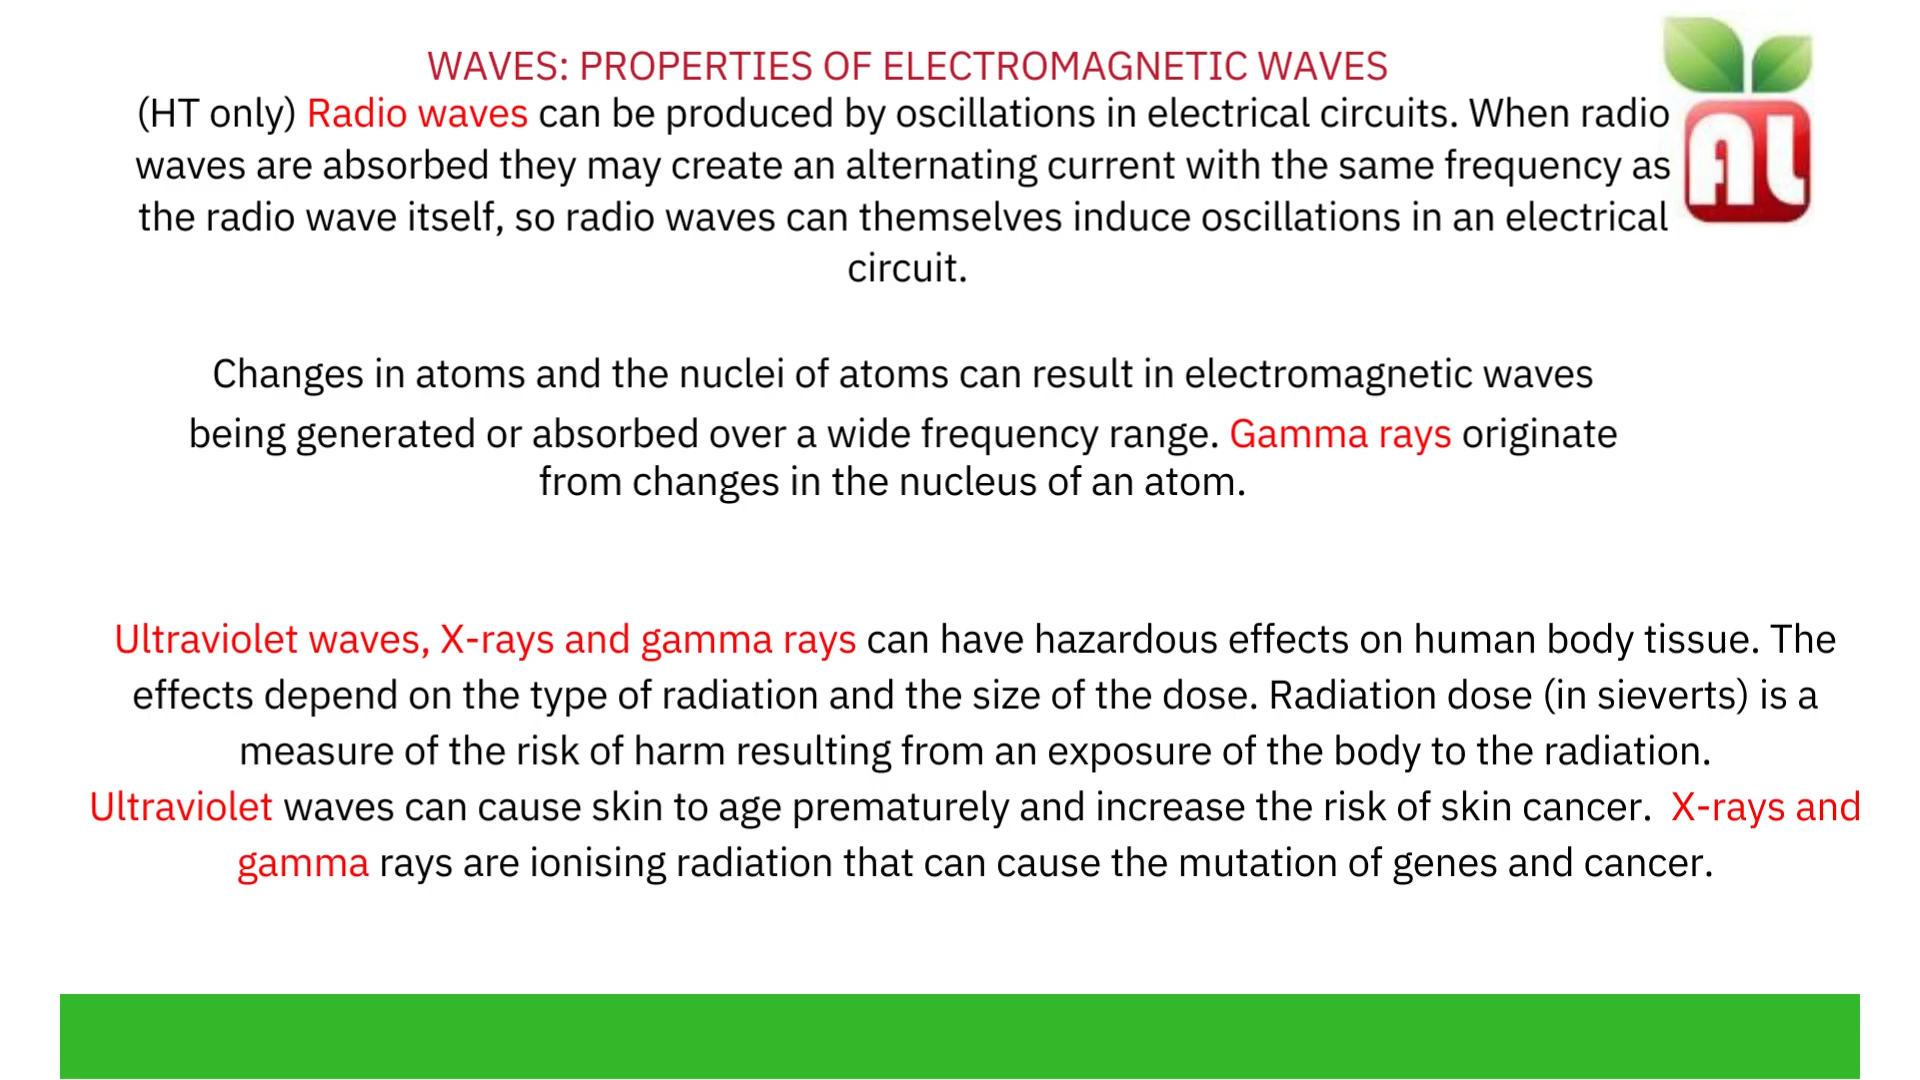 WAVES: PROPERTIES OF ELECTROMAGNETIC WAVES
(HT only) Radio waves can be produced by oscillations in electrical circuits. When radio
waves are absorbed they may create an alternating current with the same frequency as
the radio wave itself, so radio waves can themselves induce oscillations in an electrical
circuit.
AL
Changes in atoms and the nuclei of atoms can result in electromagnetic waves
being generated or absorbed over a wide frequency range. Gamma rays originate
from changes in the nucleus of an atom.
Ultraviolet waves, X-rays and gamma rays can have hazardous effects on human body tissue. The
effects depend on the type of radiation and the size of the dose. Radiation dose (in sieverts) is a
measure of the risk of harm resulting from an exposure of the body to the radiation.
Ultraviolet waves can cause skin to age prematurely and increase the risk of skin cancer. X-rays and
gamma rays are ionising radiation that can cause the mutation of genes and cancer.